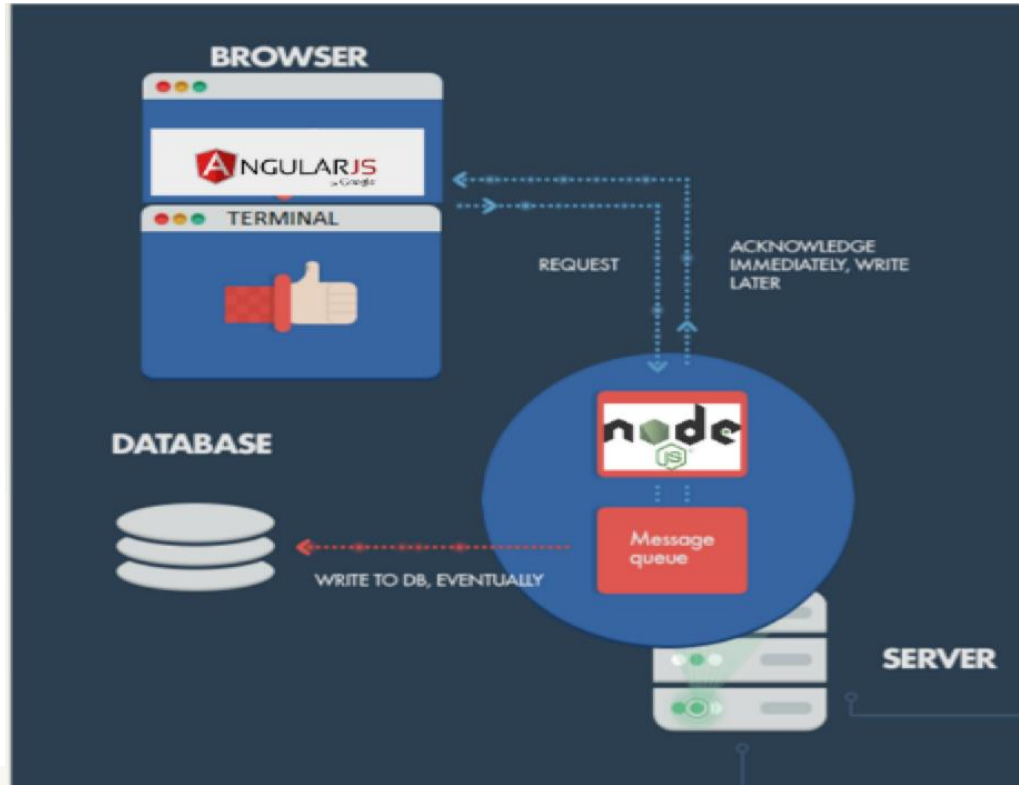 BROWSER
ANGULARJS
by Google
TERMINAL
REQUEST
ACKNOWLEDGE
IMMEDIATELY, WRITE
LATER
node
JS
DATABASE
Message
queue
WRITE TO DB, EVENTUALLY
SERVER